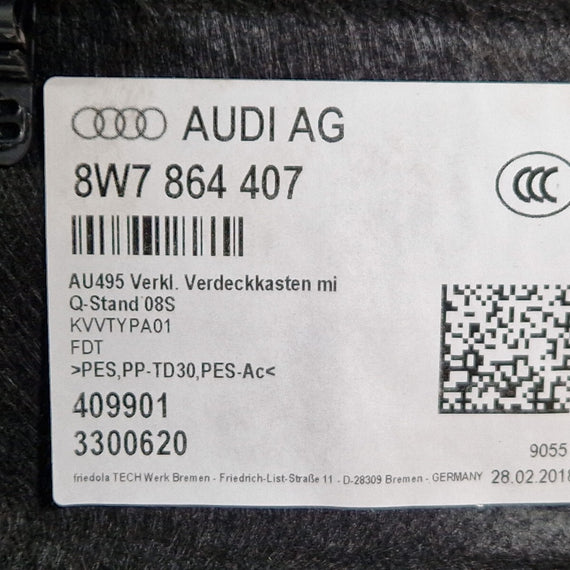 AUDI AG
8W7 864 407
CCC
AU495 Verkl. Verdeckkasten mi
Q-Stand 08S
KVVTYPA01
FDT
>PES,PP-TD30,PES-Ac<
409901
3300620
9055
friedola TECH Werk Bremen - Friedrich-List-Straße 11 - D-28309 Bremen - GERMANY 28.02.2018